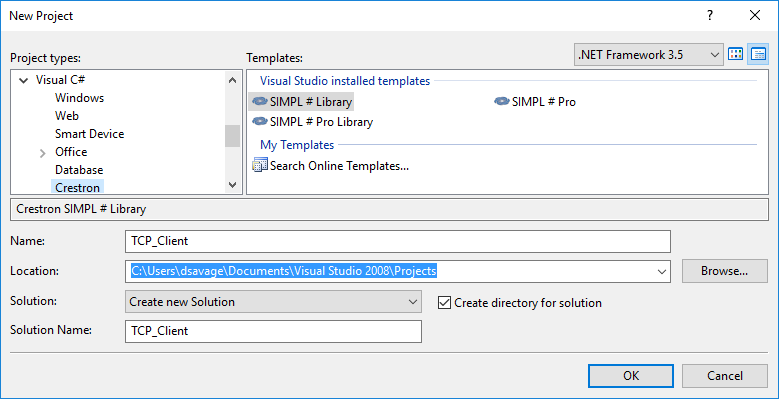 New Project
Project types:
Templates:
.NET Framework 3.5
Visual C#
Windows
Web
Smart Device
Office
Database
Crestron
Visual Studio installed templates
SIMPL # Library
SIMPL # Pro
SIMPL # Pro Library
My Templates
Search Online Templates...
Crestron SIMPL # Library
Name:
TCP_Client
Location:
C:\Users\dsavage\Documents\Visual Studio 2008\Projects
Browse...
Solution:
Create new Solution
Create directory for solution
Solution Name:
TCP_Client
OK
Cancel